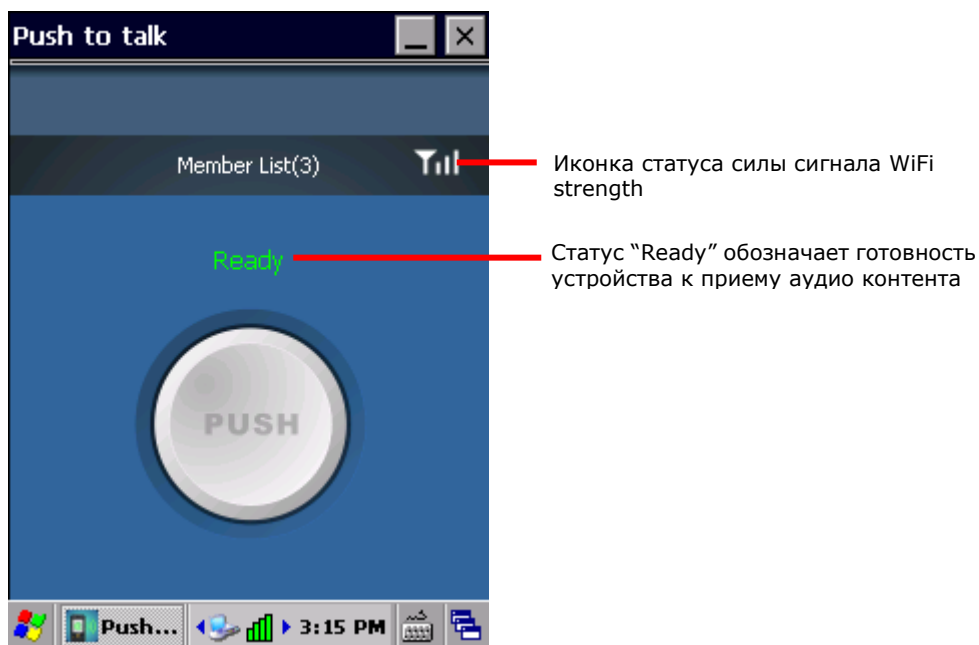 Push to talk
Member List(3)
Иконка статуса силы сигнала WiFi
strength
Ready
Статус “Ready” обозначает готовность
устройства к приему аудио контента
PUSH
Push...
3:15 PM